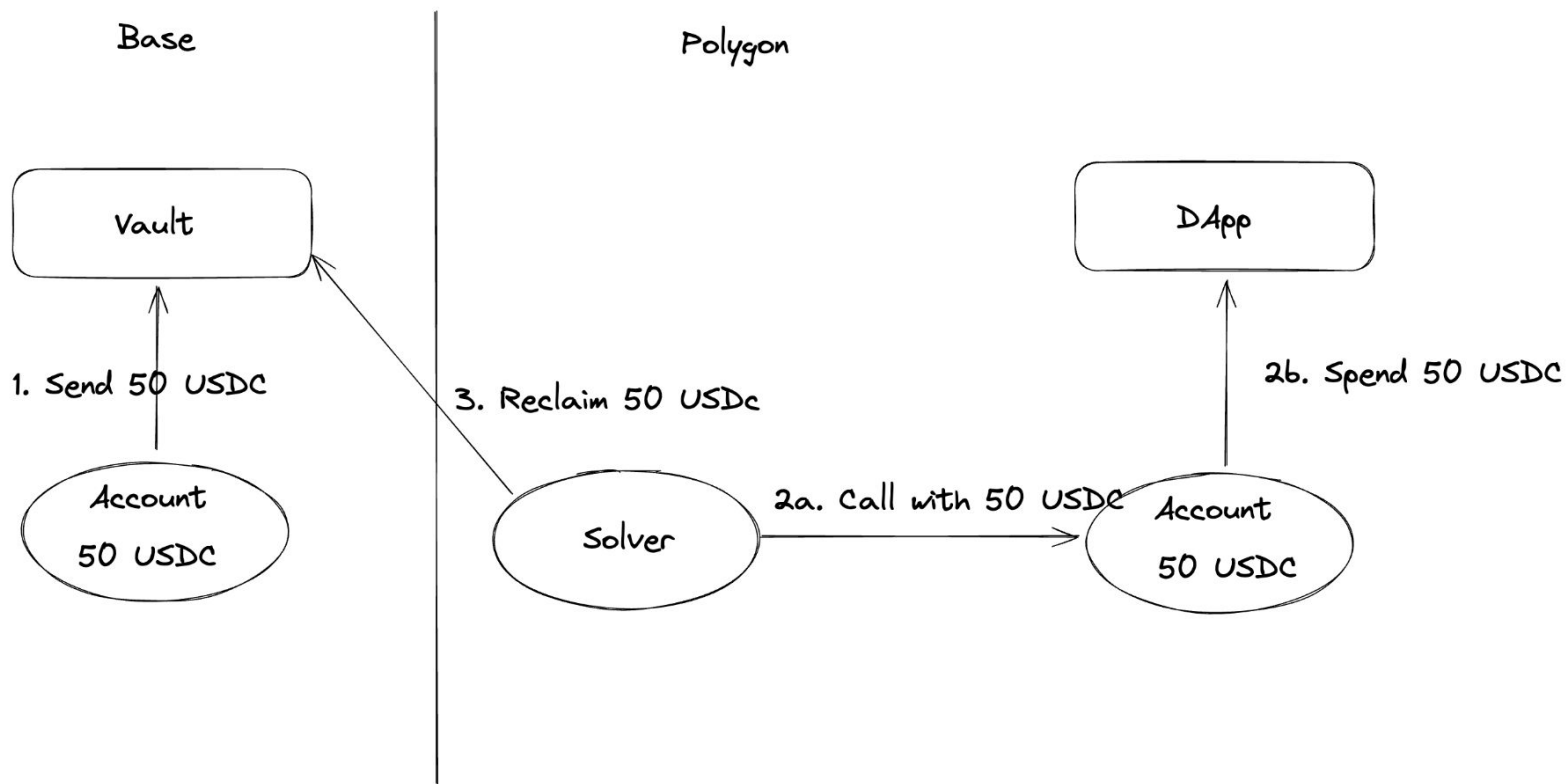 Base
Polygon
Vault
DApp
1. Send 50 USDC
3. Reclaim 50 USDc
2b. Spend 50 USDC
Account
50 USDC
Solver
2a. Call with 50 USDC
Account
50 USDC